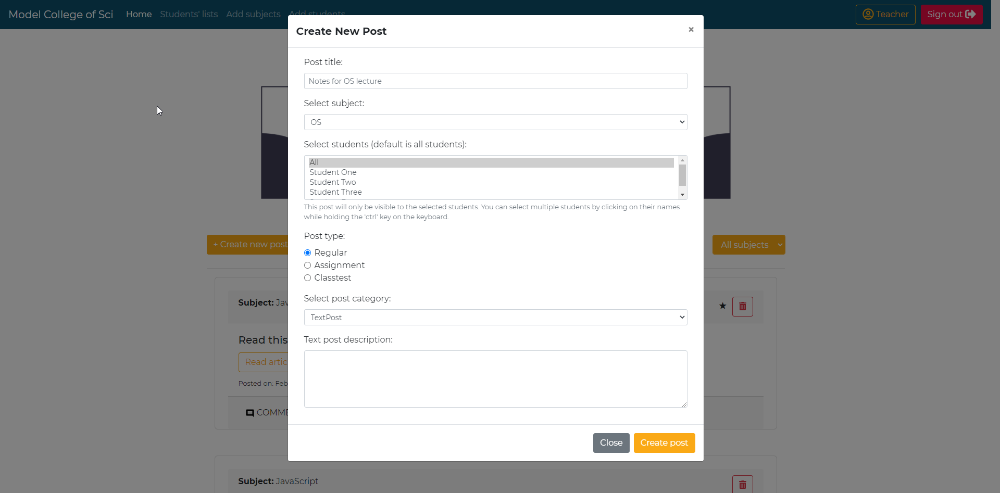 Model College of Sci
Home
Students' lists
Add subjects
Add students
Teacher
Sign out
Create New Post
×
Post title:
Notes for OS lecture
Select subject:
OS
Select students (default is all students):
All
Student One
Student Two
Student Three
This post will only be visible to the selected students. You can select multiple students by clicking on their names
while holding the 'ctrl' key on the keyboard.
Post type:
Regular
Assignment
Classtest
Select post category:
TextPost
Text post description:
Close
Create post
+ Create new post
All subjects
Subject: Jav
Read this
Read artic
Posted on: Feb
COMME
Subject: JavaScript